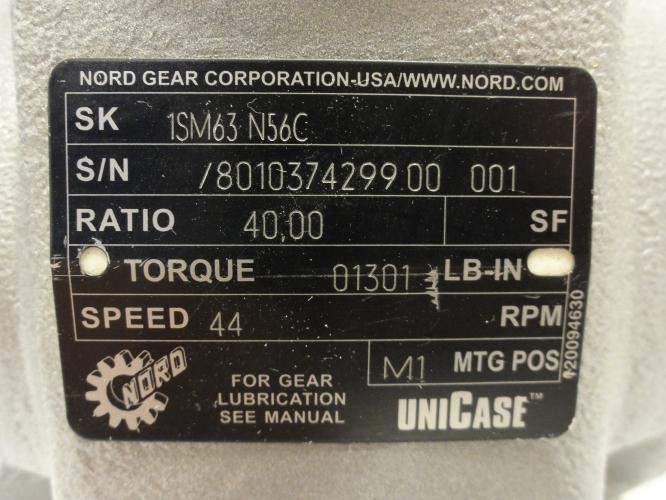 NORD GEAR CORPORATION-USA/WWW.NORD.COM
SK 1SM63 N56C
S/N /8010374299.00 001
RATIO 40,00 SF
TORQUE 01301 LB-IN
SPEED 44 RPM
M1 MTG POS
20094630
NORD
FOR GEAR
LUBRICATION
SEE MANUAL
UNICASE™